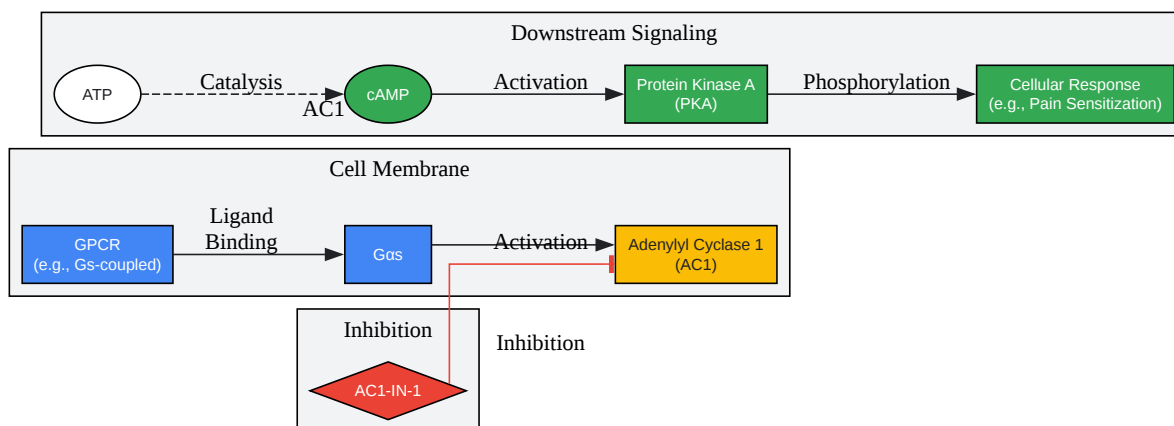 Downstream Signaling
ATP
Catalysis
AC1
cAMP
Activation
Protein Kinase A
(PKA)
Phosphorylation
Cellular Response
(e.g., Pain Sensitization)
Cell Membrane
GPCR
(e.g., Gs-coupled)
Ligand
Binding
Gαs
Activation
Adenylyl Cyclase 1
(AC1)
Inhibition
Inhibition
AC1-IN-1